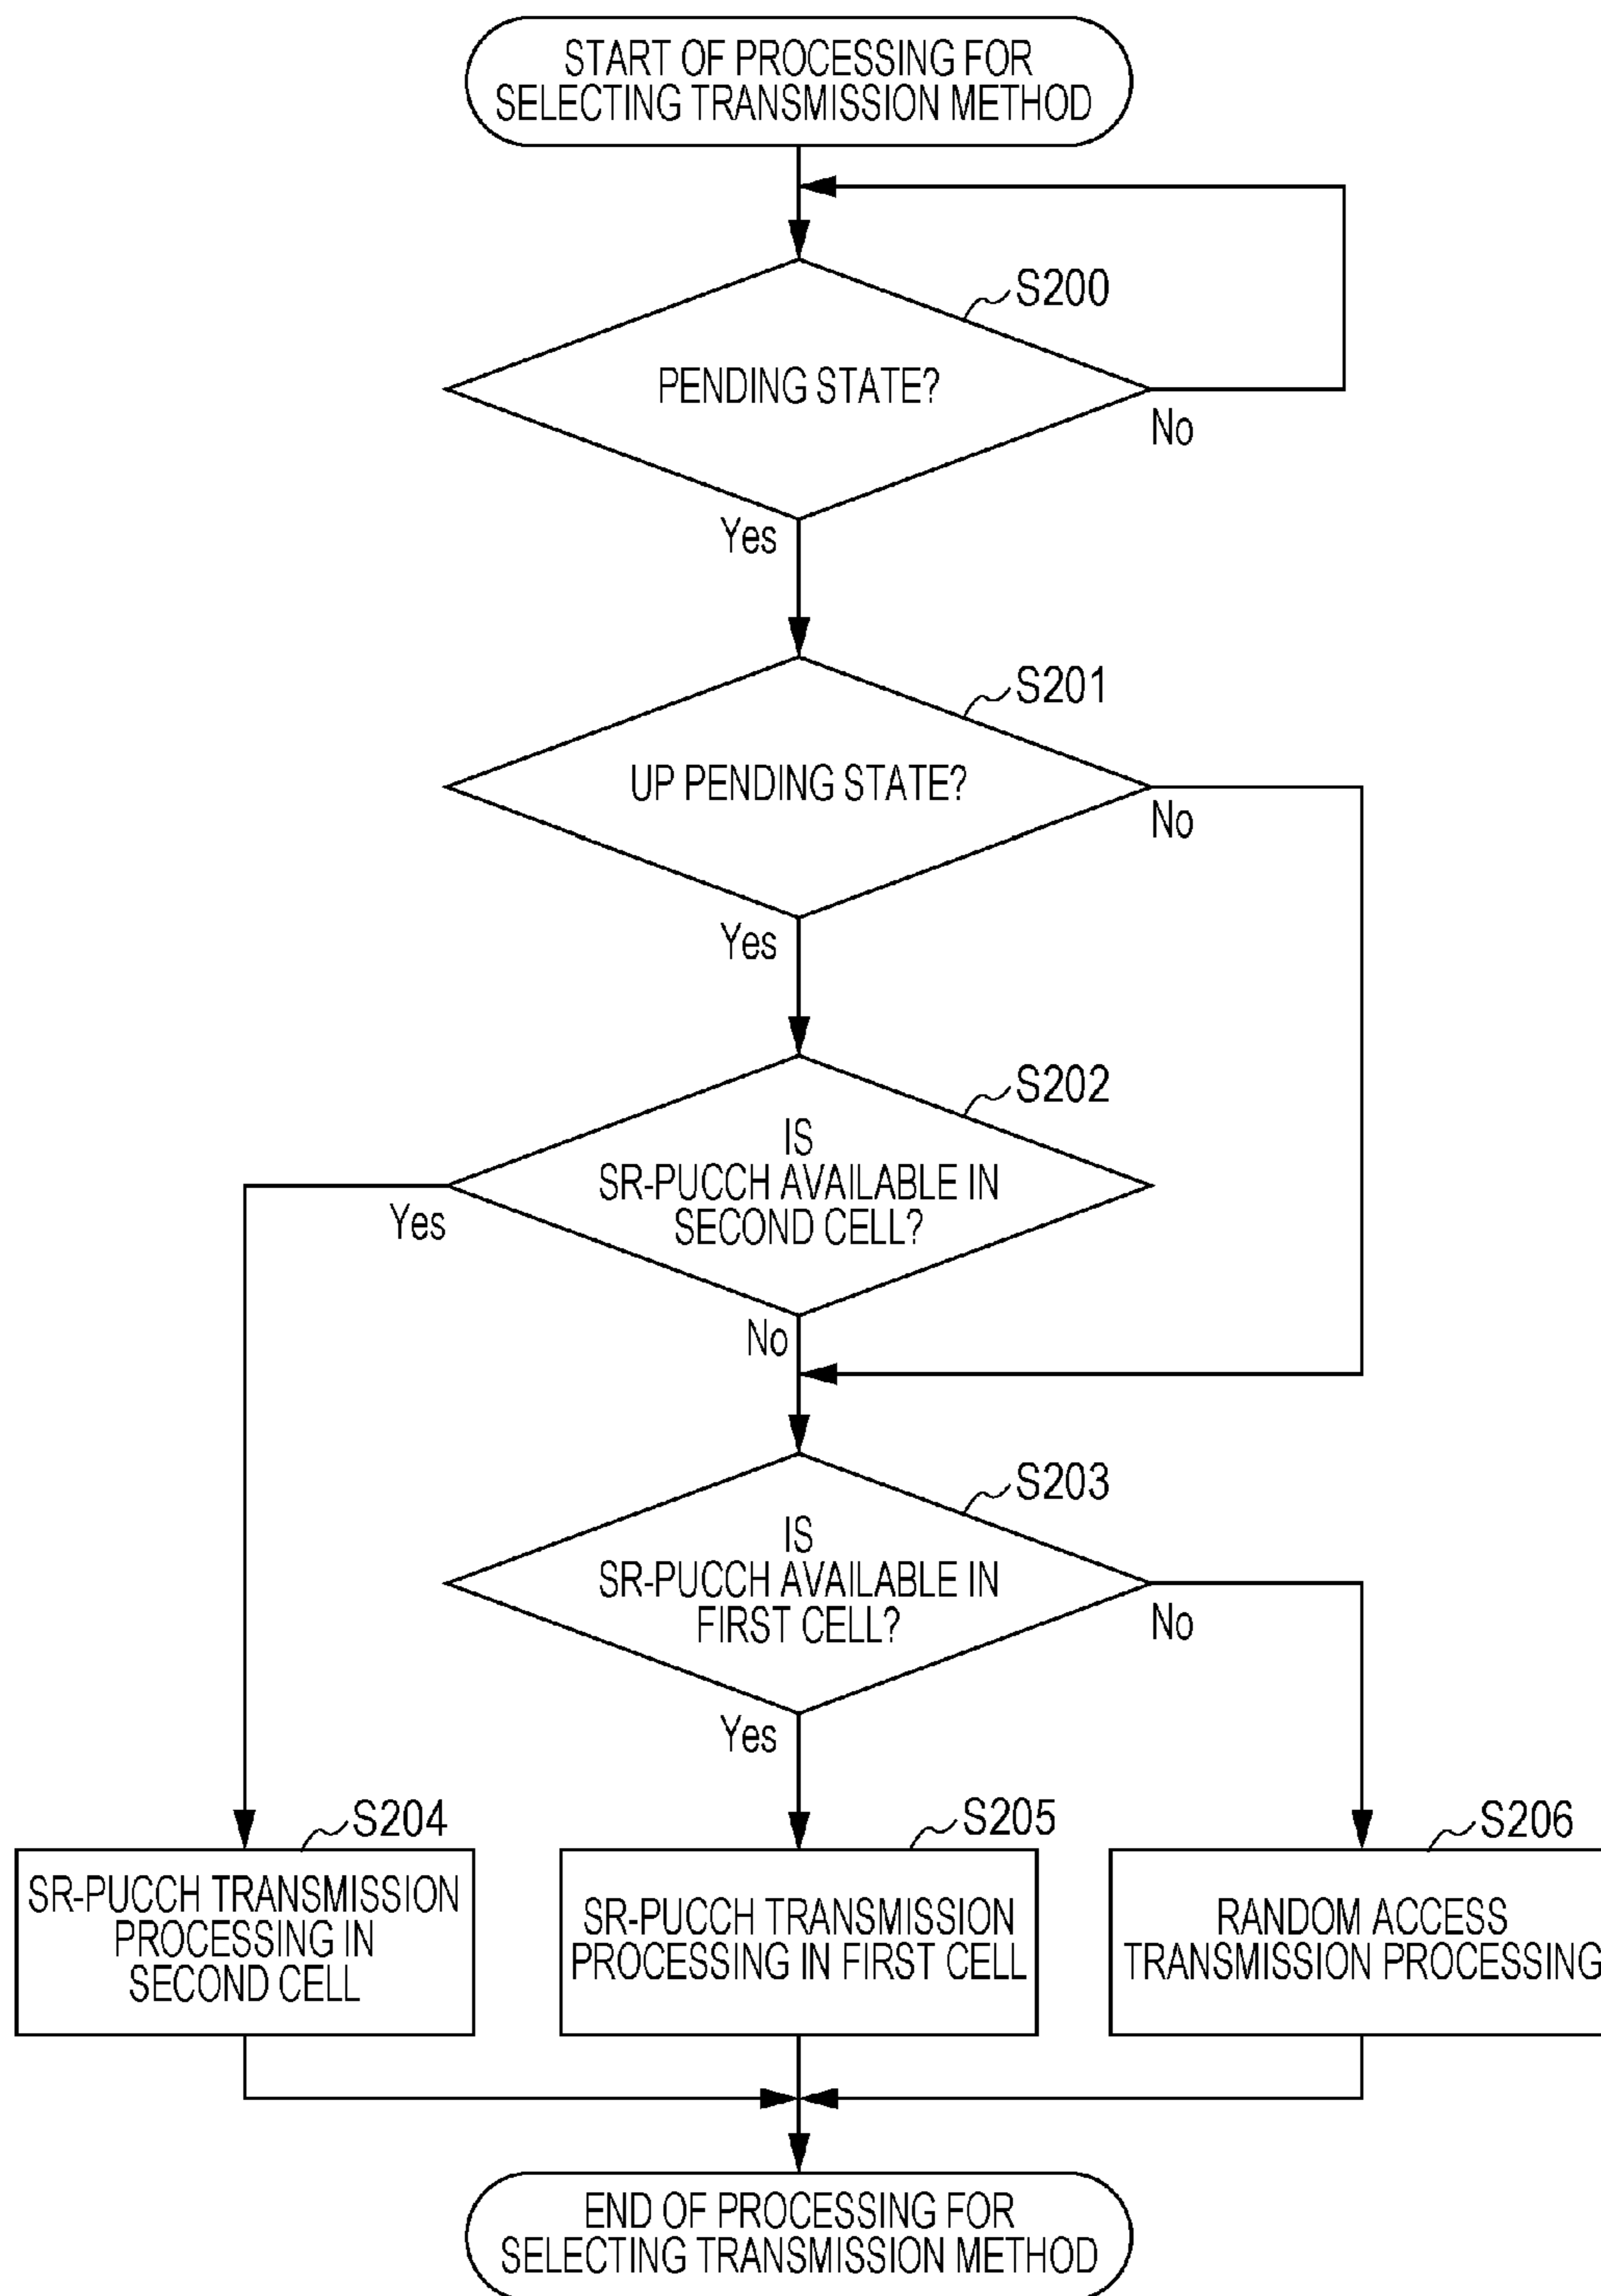 START OF PROCESSING FOR
SELECTING TRANSMISSION METHOD
S200
PENDING STATE?
No
Yes
S201
UP PENDING STATE?
No
Yes
S202
IS
SR-PUCCH AVAILABLE IN
SECOND CELL?
Yes
No
S203
IS
SR-PUCCH AVAILABLE IN
FIRST CELL?
No
Yes
S204
SR-PUCCH TRANSMISSION
PROCESSING IN
SECOND CELL
S205
SR-PUCCH TRANSMISSION
PROCESSING IN FIRST CELL
S206
RANDOM ACCESS
TRANSMISSION PROCESSING
END OF PROCESSING FOR
SELECTING TRANSMISSION METHOD